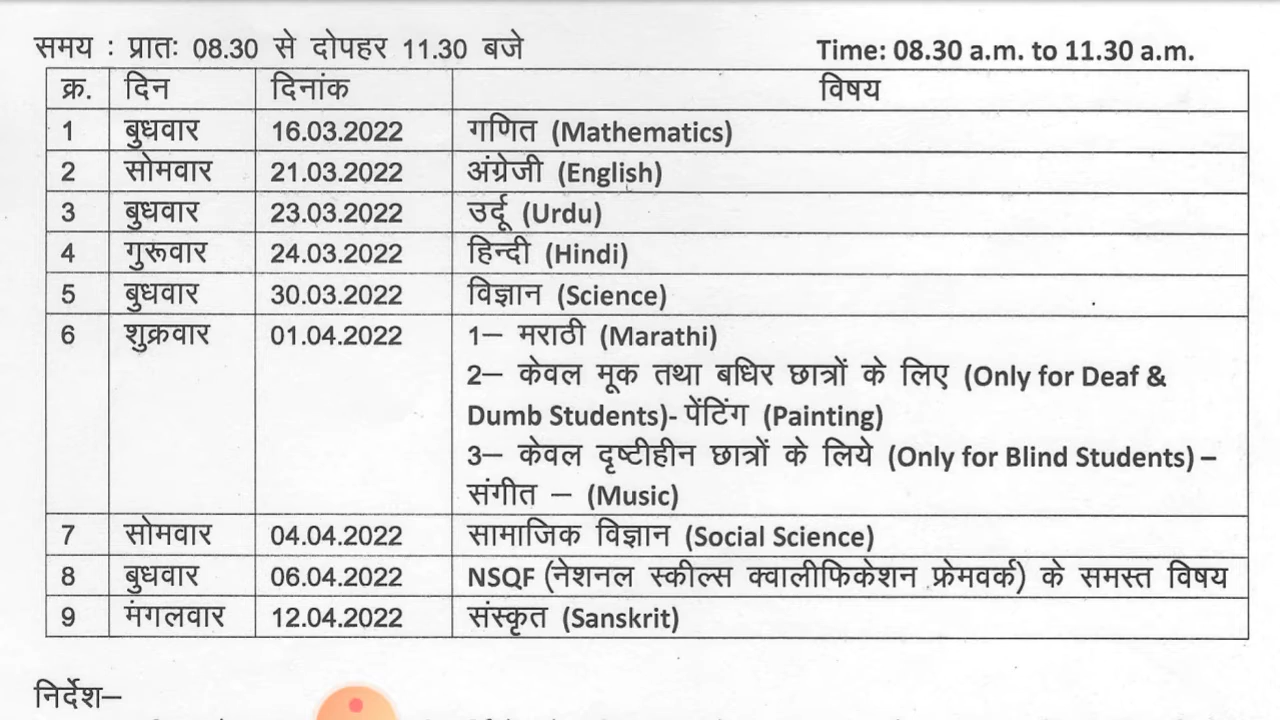 समय : प्रातः 08.30 से दोपहर 11.30 बजे Time: 08.30 a.m. to 11.30 a.m.
क्र. दिन दिनांक विषय
1 बुधवार 16.03.2022 गणित (Mathematics)
2 सोमवार 21.03.2022 अंग्रेजी (English)
3 बुधवार 23.03.2022 उर्दू (Urdu)
4 गुरूवार 24.03.2022 हिन्दी (Hindi)
5 बुधवार 30.03.2022 विज्ञान (Science)
6 शुक्रवार 01.04.2022 1– मराठी (Marathi)
2– केवल मूक तथा बधिर छात्रों के लिए (Only for Deaf &
Dumb Students)- पेंटिंग (Painting)
3– केवल दृष्टीहीन छात्रों के लिये (Only for Blind Students) –
संगीत – (Music)
7 सोमवार 04.04.2022 सामाजिक विज्ञान (Social Science)
8 बुधवार 06.04.2022 NSQF (नेशनल स्कील्स क्वालीफिकेशन फ्रेमवर्क) के समस्त विषय
9 मंगलवार 12.04.2022 संस्कृत (Sanskrit)
निर्देश–